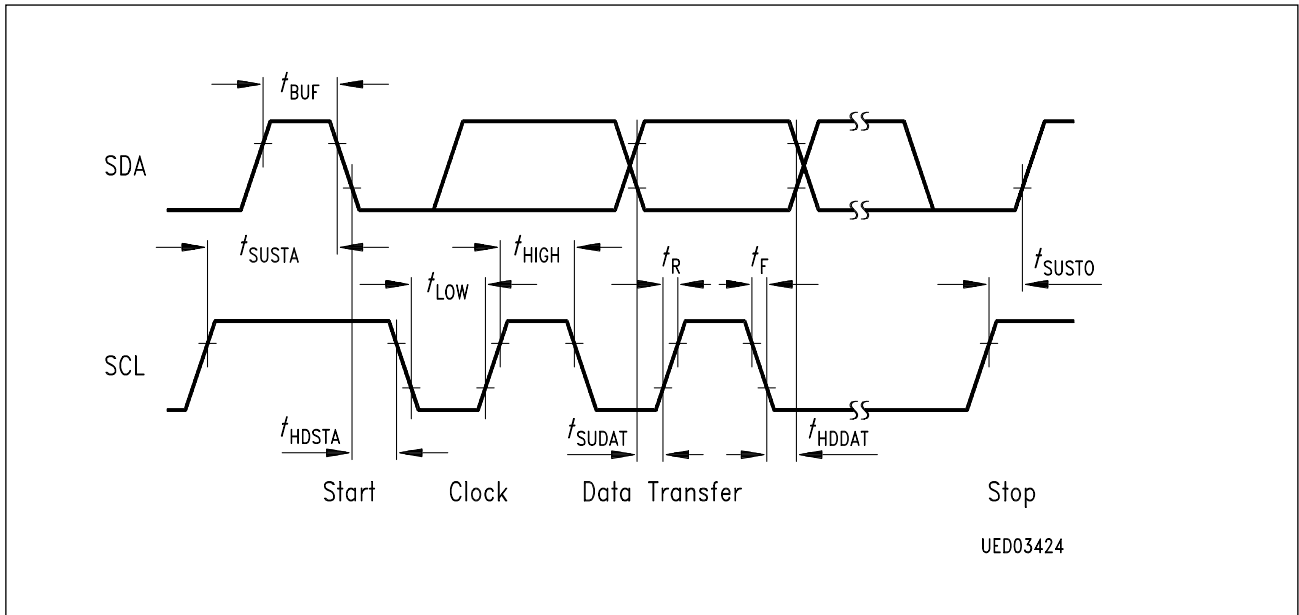 tBUF
SDA
tSUSTA
tHIGH
tLOW
tR
tF
tSUSTO
SCL
tHDSTA
tSUDAT
tHDDAT
Start Clock Data Transfer Stop
UED03424